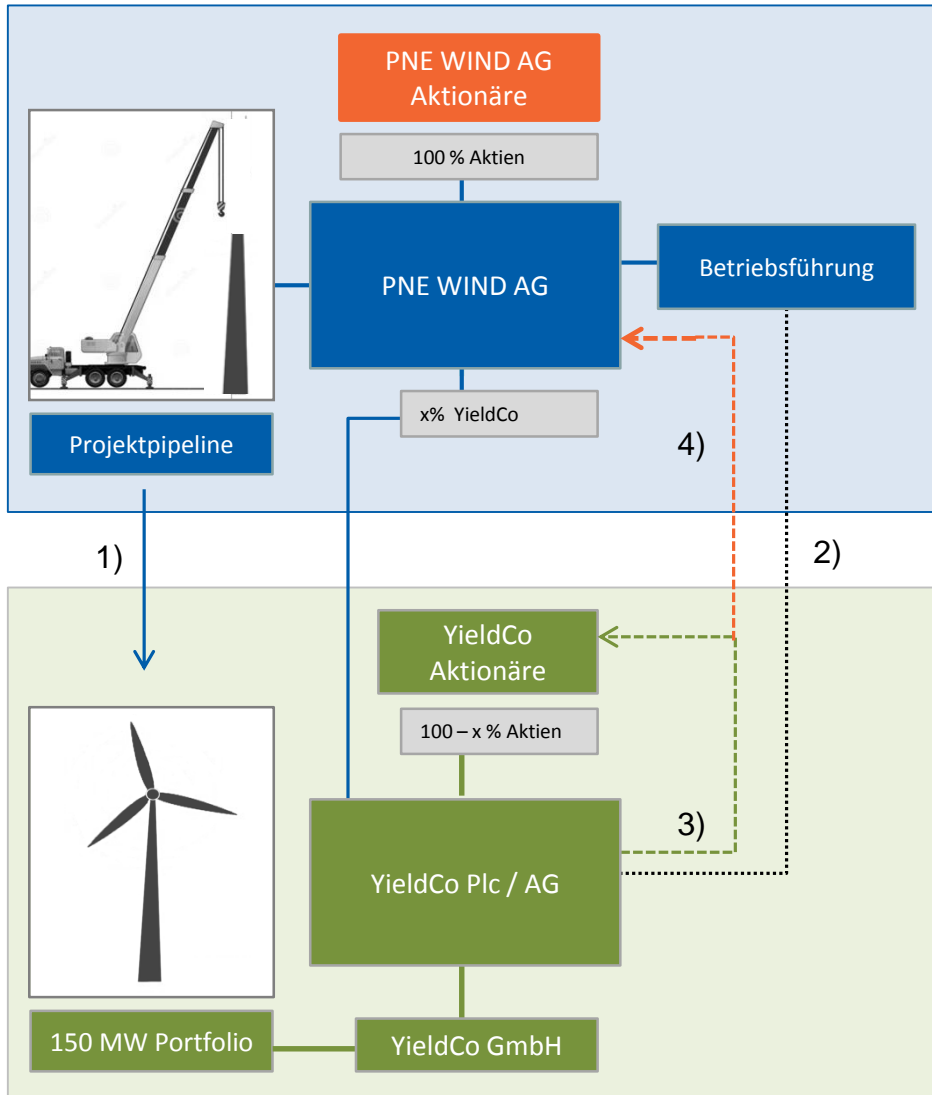 PNE WIND AG
Aktionäre
100 % Aktien
PNE WIND AG
Betriebsführung
x% YieldCo
Projektpipeline
4)
1)
2)
YieldCo
Aktionäre
100 – x % Aktien
3)
YieldCo Plc / AG
150 MW Portfolio
YieldCo GmbH